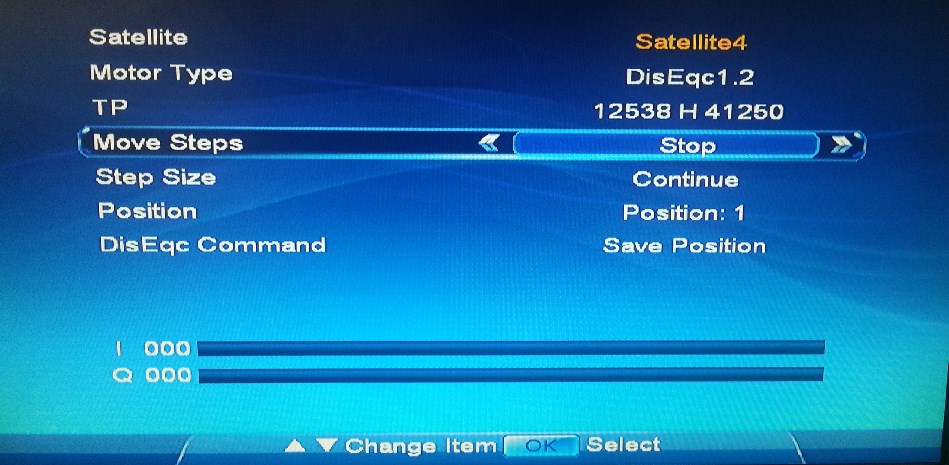 Satellite Satellite4
Motor Type DisEqc1.2
TP 12538 H 41250
Move Steps Stop
Step Size Continue
Position Position: 1
DisEqc Command Save Position
I 000
Q 000
Change Item OK Select